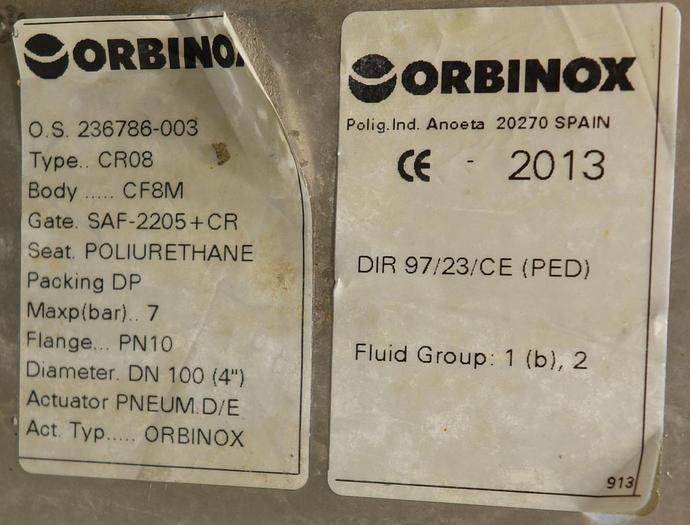 ORBINOX
O.S. 236786-003
Type.. CR08
Body ..... CF8M
Gate. SAF-2205+CR
Seat. POLIURETHANE
Packing DP
Maxp(bar).. 7
Flange... PN10
Diameter. DN 100 (4")
Actuator PNEUM.D/E
Act. Typ..... ORBINOX
ORBINOX
Polig.Ind. Anoeta 20270 SPAIN
CE - 2013
DIR 97/23/CE (PED)
Fluid Group: 1 (b), 2
913